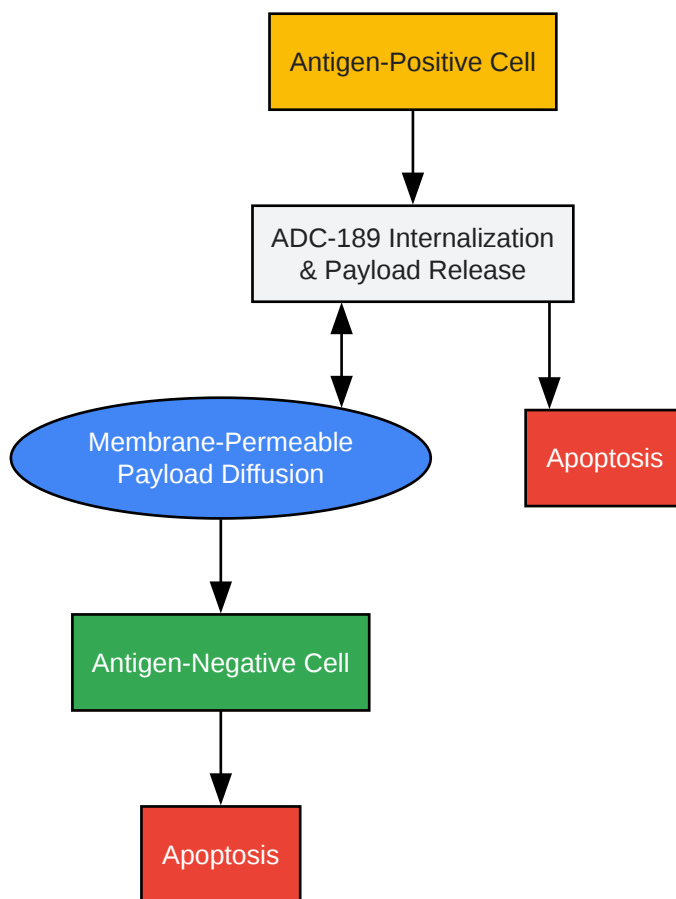 Antigen-Positive Cell
ADC-189 Internalization
& Payload Release
Membrane-Permeable
Payload Diffusion
Apoptosis
Antigen-Negative Cell
Apoptosis